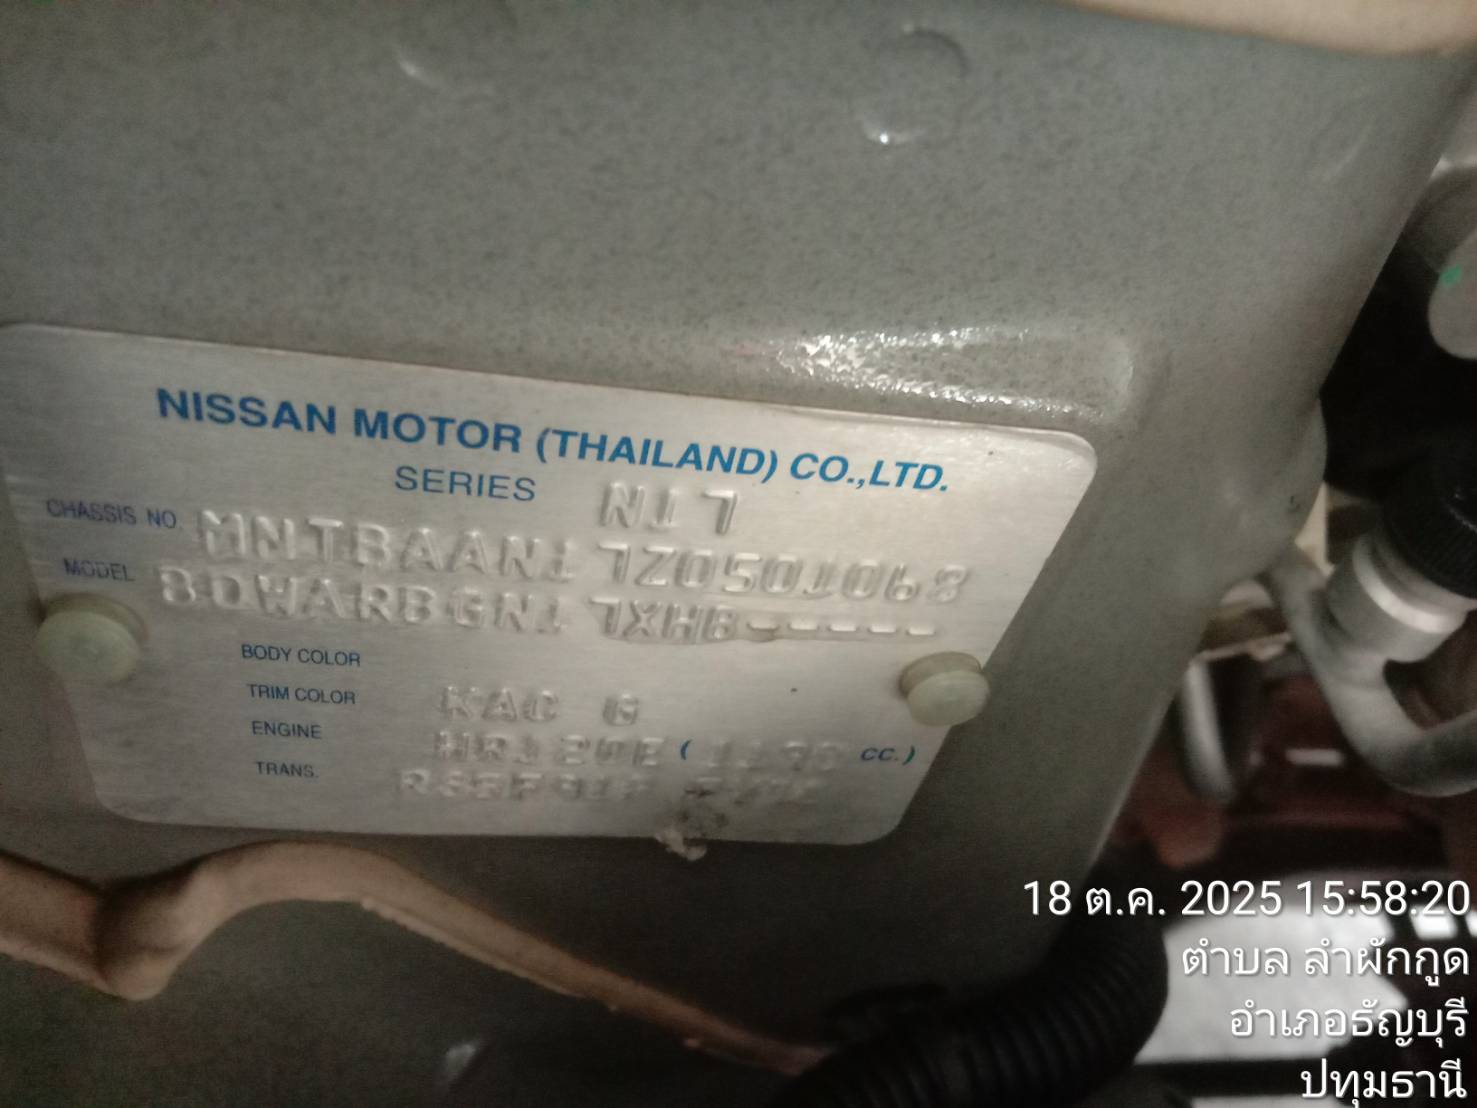 NISSAN MOTOR (THAILAND) CO.,LTD.
SERIES N17
CHASSIS NO. MNTBAAN17Z0501068
MODEL BDWARBGN17XHB-----
BODY COLOR
TRIM COLOR KAC G
ENGINE HR12DE ( CC.)
TRANS.
18 ต.ค. 2025 15:58:20
ตำบล ลำผักกูด
อำเภอธัญบุรี
ปทุมธานี